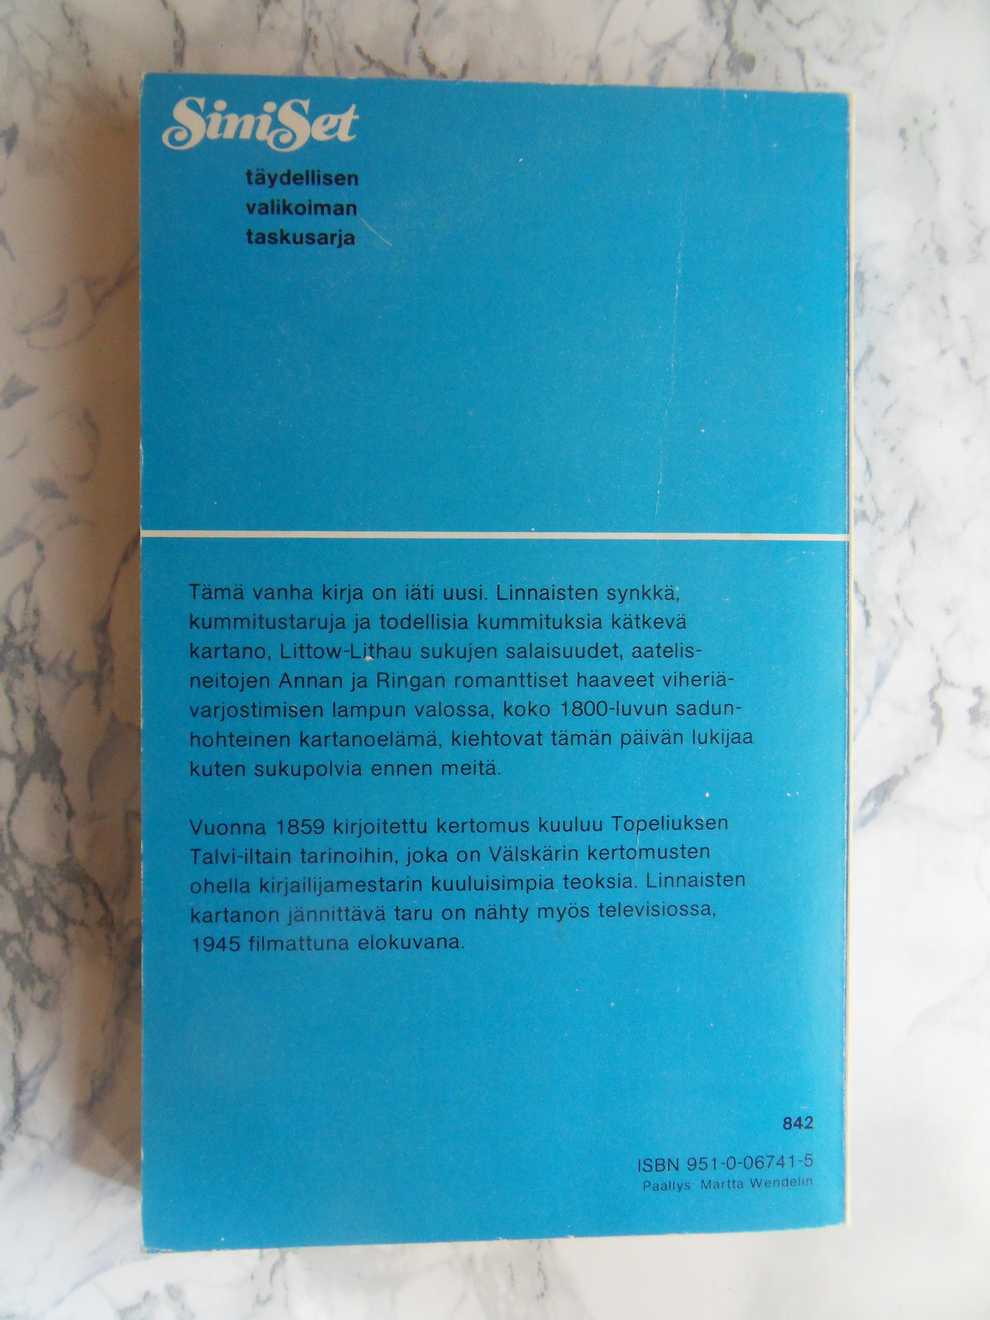 SiniSet
täydellisen
valikoiman
taskusarja
Tämä vanha kirja on iäti uusi. Linnaisten synkkä,
kummitustaruja ja todellisia kummituksia kätkevä
kartano, Littow-Lithau sukujen salaisuudet, aatelis-
neitojen Annan ja Ringan romanttiset haaveet viheriä-
varjostimisen lampun valossa, koko 1800-luvun sadun-
hohteinen kartanoelämä, kiehtovat tämän päivän lukijaa
kuten sukupolvia ennen meitä.
Vuonna 1859 kirjoitettu kertomus kuuluu Topeliuksen
Talvi-iltain tarinoihin, joka on Välskärin kertomusten
ohella kirjailijamestarin kuuluisimpia teoksia. Linnaisten
kartanon jännittävä taru on nähty myös televisiossa,
1945 filmattuna elokuvana.
842
ISBN 951-0-06741-5
Päällys Martta Wendelin